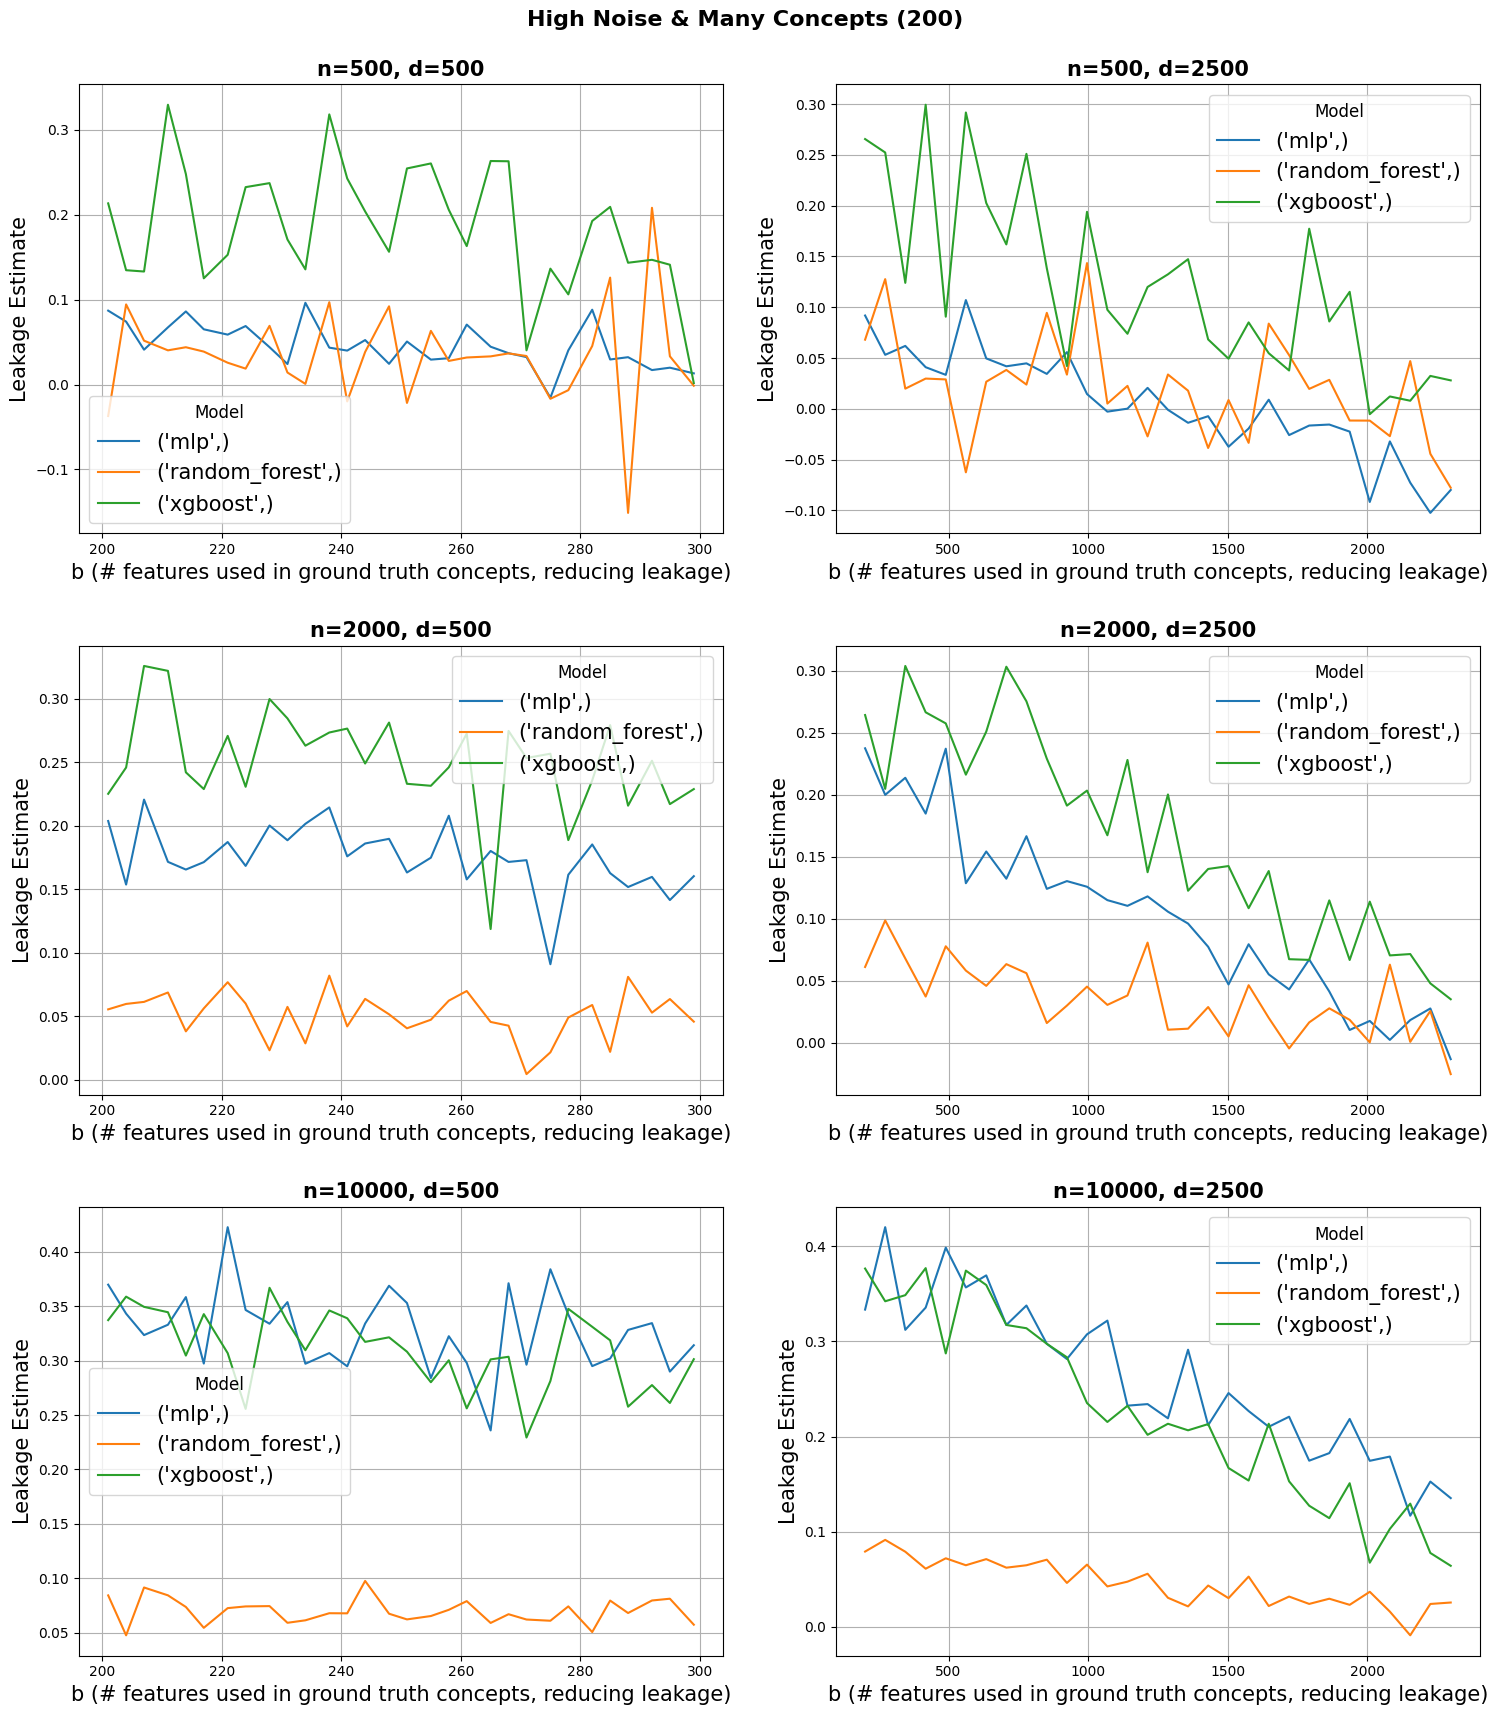 High Noise & Many Concepts (200)
n=500, d=500
0.3
0.2
0.1
0.0
−0.1
Leakage Estimate
Model
('mlp',)
('random_forest',)
('xgboost',)
200 220 240 260 280 300
b (# features used in ground truth concepts, reducing leakage)
n=500, d=2500
0.30
0.25
0.20
0.15
0.10
0.05
0.00
−0.05
−0.10
Leakage Estimate
Model
('mlp',)
('random_forest',)
('xgboost',)
500 1000 1500 2000
b (# features used in ground truth concepts, reducing leakage)
n=2000, d=500
0.30
0.25
0.20
0.15
0.10
0.05
0.00
Leakage Estimate
Model
('mlp',)
('random_forest',)
('xgboost',)
200 220 240 260 280 300
b (# features used in ground truth concepts, reducing leakage)
n=2000, d=2500
0.30
0.25
0.20
0.15
0.10
0.05
0.00
Leakage Estimate
Model
('mlp',)
('random_forest',)
('xgboost',)
500 1000 1500 2000
b (# features used in ground truth concepts, reducing leakage)
n=10000, d=500
0.40
0.35
0.30
0.25
0.20
0.15
0.10
0.05
Leakage Estimate
Model
('mlp',)
('random_forest',)
('xgboost',)
200 220 240 260 280 300
b (# features used in ground truth concepts, reducing leakage)
n=10000, d=2500
0.4
0.3
0.2
0.1
0.0
Leakage Estimate
Model
('mlp',)
('random_forest',)
('xgboost',)
500 1000 1500 2000
b (# features used in ground truth concepts, reducing leakage)